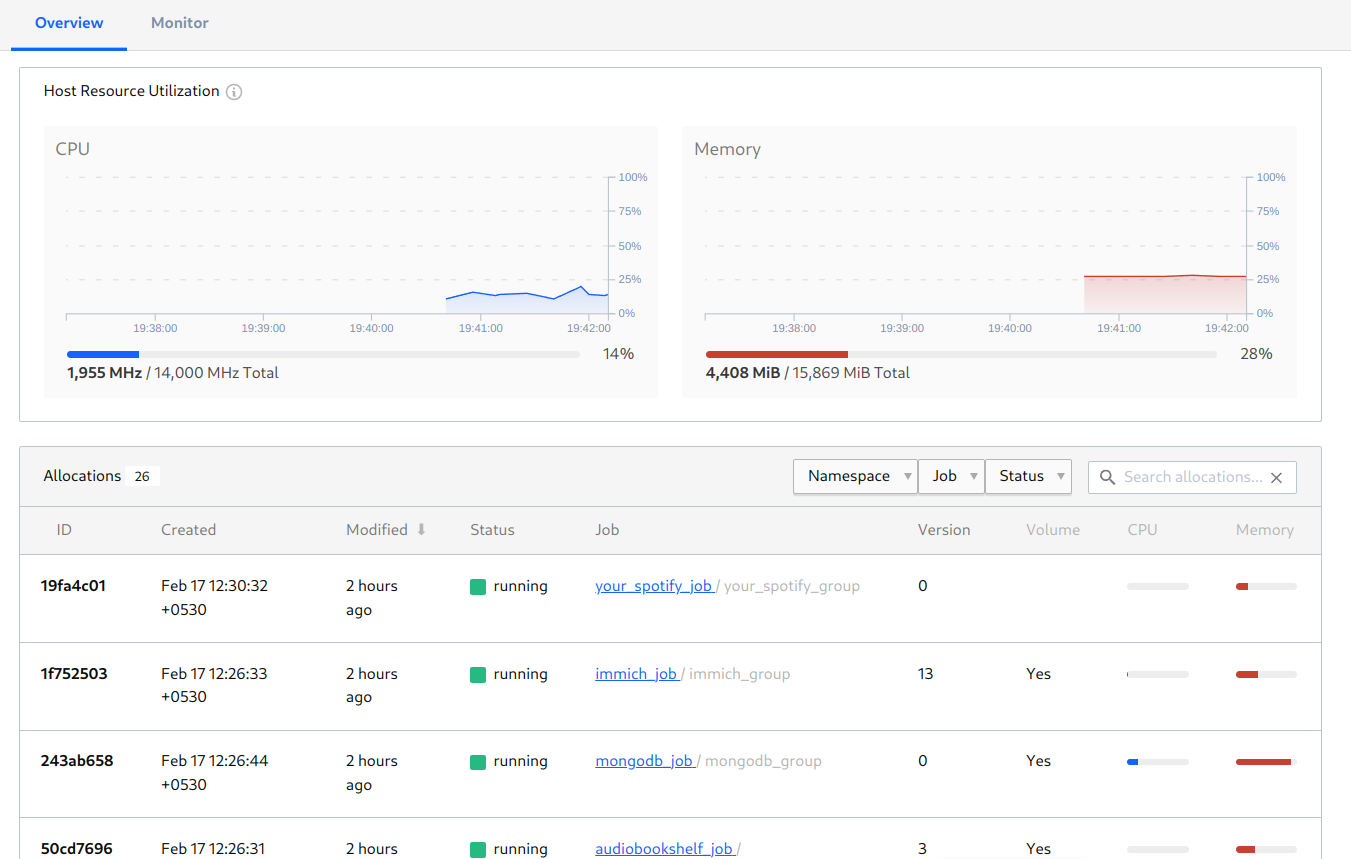 Overview Monitor
Host Resource Utilization
CPU
100%
75%
50%
25%
0%
19:38:00 19:39:00 19:40:00 19:41:00 19:42:00
14%
1,955 MHz / 14,000 MHz Total
Memory
100%
75%
50%
25%
0%
19:38:00 19:39:00 19:40:00 19:41:00 19:42:00
28%
4,408 MiB / 15,869 MiB Total
Allocations 26 Namespace Job Status Search allocations...
ID Created Modified Status Job Version Volume CPU Memory
19fa4c01 Feb 17 12:30:32 2 hours running your_spotify_job / your_spotify_group 0
+0530 ago
1f752503 Feb 17 12:26:33 2 hours running immich_job / immich_group 13 Yes
+0530 ago
243ab658 Feb 17 12:26:44 2 hours running mongodb_job / mongodb_group 0 Yes
+0530 ago
50cd7696 Feb 17 12:26:31 2 hours running audiobookshelf_job / 3 Yes